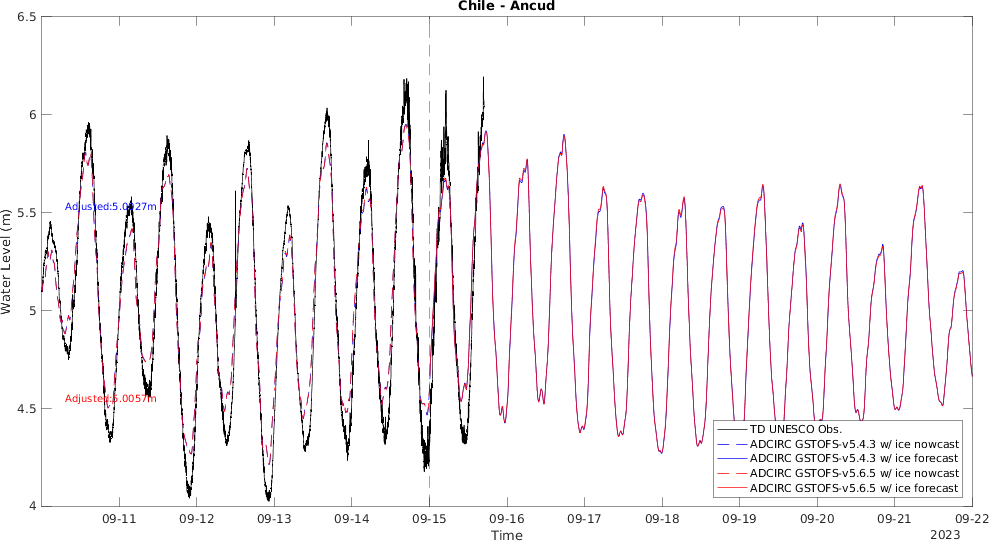 Chile - Ancud
6.5
6
5.5
5
4.5
4
Water Level (m)
Adjusted:5.0027m
Adjusted:5.0057m
TD UNESCO Obs.
ADCIRC GSTOFS-v5.4.3 w/ ice nowcast
ADCIRC GSTOFS-v5.4.3 w/ ice forecast
ADCIRC GSTOFS-v5.6.5 w/ ice nowcast
ADCIRC GSTOFS-v5.6.5 w/ ice forecast
09-11 09-12 09-13 09-14 09-15 09-16 09-17 09-18 09-19 09-20 09-21 09-22
Time
2023